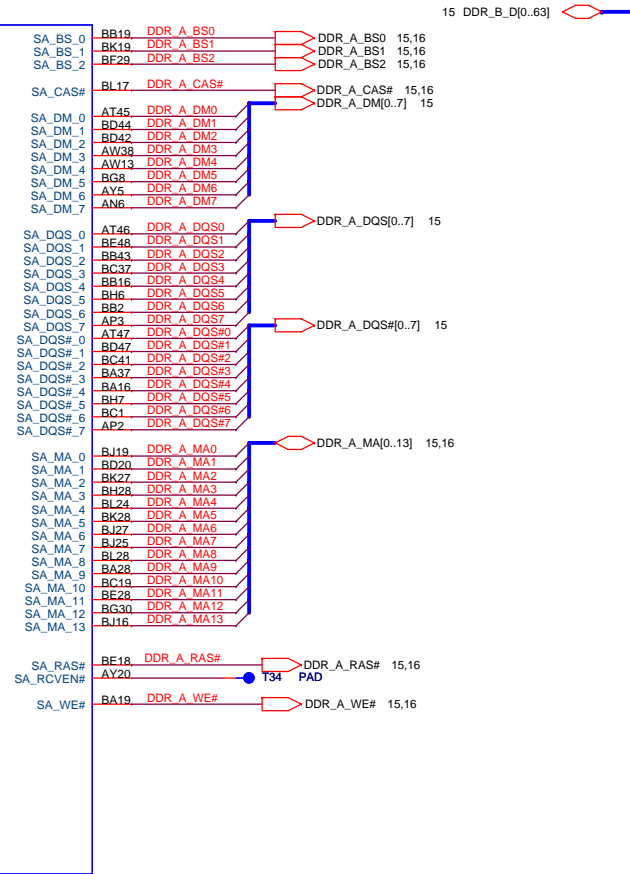 15 DDR_B_D[0..63]
SA_BS_0 BB19 DDR_A_BS0 DDR_A_BS0 15,16
SA_BS_1 BK19 DDR_A_BS1 DDR_A_BS1 15,16
SA_BS_2 BF29 DDR_A_BS2 DDR_A_BS2 15,16
SA_CAS# BL17 DDR_A_CAS# DDR_A_CAS# 15,16
DDR_A_DM[0..7] 15
SA_DM_0 AT45 DDR_A_DM0
SA_DM_1 BD44 DDR_A_DM1
SA_DM_2 BD42 DDR_A_DM2
SA_DM_3 AW38 DDR_A_DM3
SA_DM_4 AW13 DDR_A_DM4
SA_DM_5 BG8 DDR_A_DM5
SA_DM_6 AY5 DDR_A_DM6
SA_DM_7 AN6 DDR_A_DM7
DDR_A_DQS[0..7] 15
SA_DQS_0 AT46 DDR_A_DQS0
SA_DQS_1 BE48 DDR_A_DQS1
SA_DQS_2 BB43 DDR_A_DQS2
SA_DQS_3 BC37 DDR_A_DQS3
SA_DQS_4 BB16 DDR_A_DQS4
SA_DQS_5 BH6 DDR_A_DQS5
SA_DQS_6 BB2 DDR_A_DQS6
SA_DQS_7 AP3 DDR_A_DQS7
DDR_A_DQS#[0..7] 15
SA_DQS#_0 AT47 DDR_A_DQS#0
SA_DQS#_1 BD47 DDR_A_DQS#1
SA_DQS#_2 BC41 DDR_A_DQS#2
SA_DQS#_3 BA37 DDR_A_DQS#3
SA_DQS#_4 BA16 DDR_A_DQS#4
SA_DQS#_5 BH7 DDR_A_DQS#5
SA_DQS#_6 BC1 DDR_A_DQS#6
SA_DQS#_7 AP2 DDR_A_DQS#7
DDR_A_MA[0..13] 15,16
SA_MA_0 BJ19 DDR_A_MA0
SA_MA_1 BD20 DDR_A_MA1
SA_MA_2 BK27 DDR_A_MA2
SA_MA_3 BH28 DDR_A_MA3
SA_MA_4 BL24 DDR_A_MA4
SA_MA_5 BK28 DDR_A_MA5
SA_MA_6 BJ27 DDR_A_MA6
SA_MA_7 BJ25 DDR_A_MA7
SA_MA_8 BL28 DDR_A_MA8
SA_MA_9 BA28 DDR_A_MA9
SA_MA_10 BC19 DDR_A_MA10
SA_MA_11 BE28 DDR_A_MA11
SA_MA_12 BG30 DDR_A_MA12
SA_MA_13 BJ16 DDR_A_MA13
SA_RAS# BE18 DDR_A_RAS# DDR_A_RAS# 15,16
SA_RCVEN# AY20 T34 PAD
SA_WE# BA19 DDR_A_WE# DDR_A_WE# 15,16